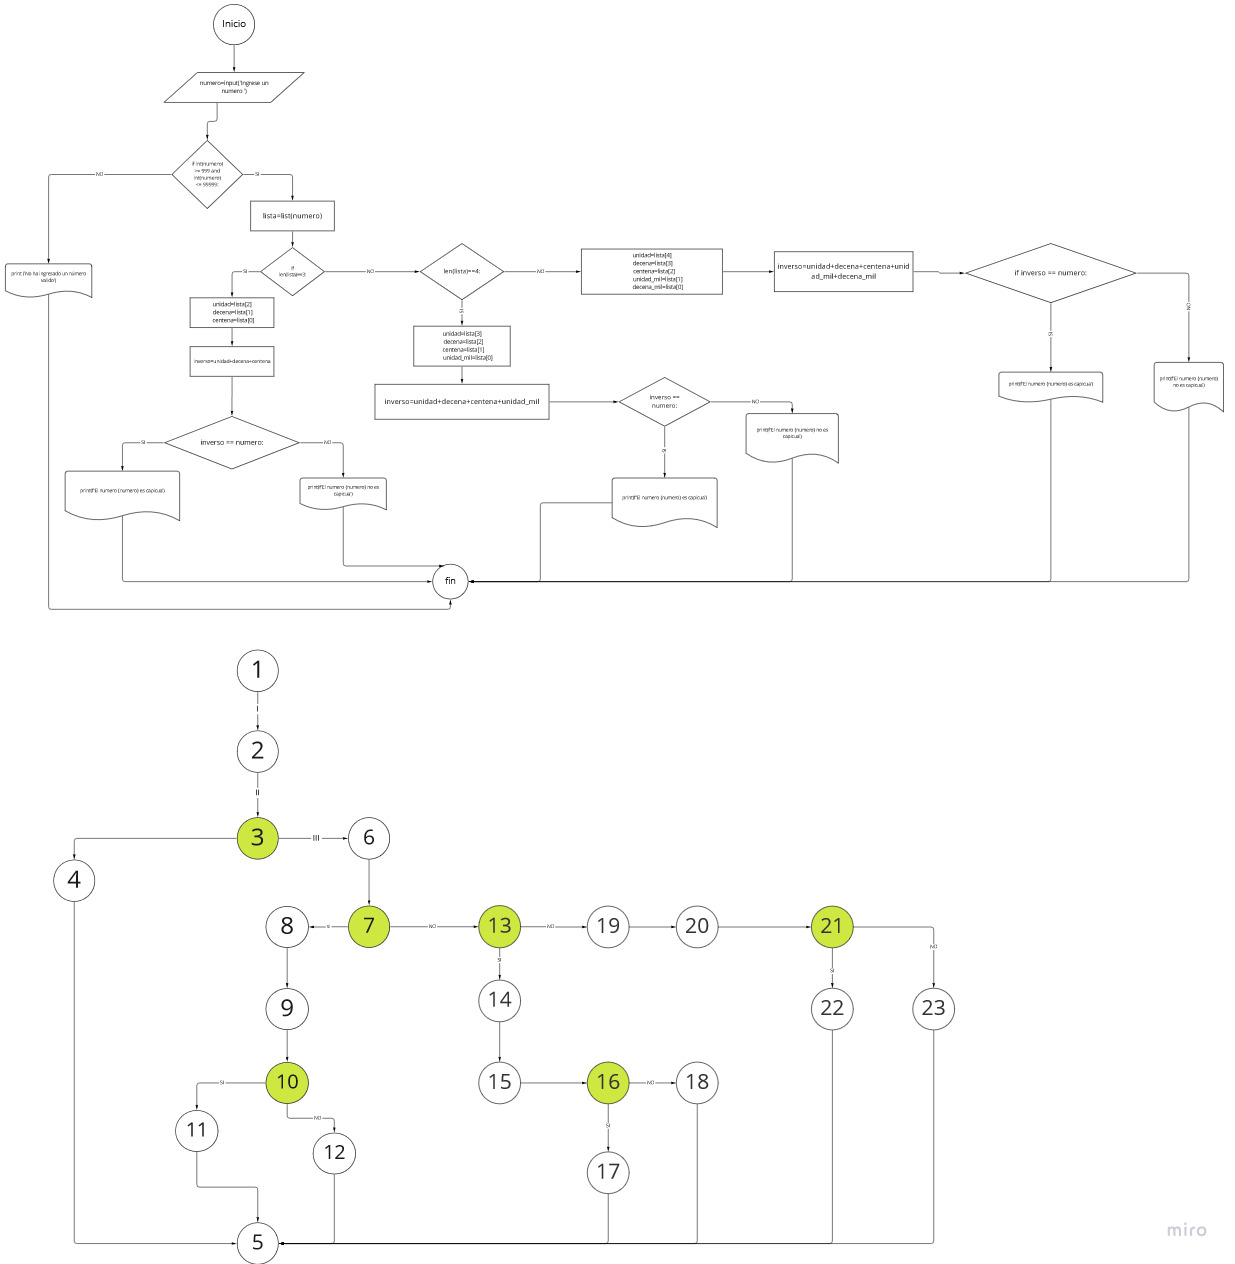 Inicio
numero=input('Ingrese un
numero ')
if int(numero)
>= 999 and
int(numero)
<= 99999:
NO
SI
lista=list(numero)
print ('No ha ingresado un número
valido')
if
len(lista)==3:
SI
NO
len(lista)==4:
NO
SI
unidad=lista[4]
decena=lista[3]
centena=lista[2]
unidad_mil=lista[1]
decena_mil=lista[0]
inverso=unidad+decena+centena+unid
ad_mil+decena_mil
if inverso == numero:
NO
SI
unidad=lista[2]
decena=lista[1]
centena=lista[0]
inverso=unidad+decena+centena
unidad=lista[3]
decena=lista[2]
centena=lista[1]
unidad_mil=lista[0]
inverso=unidad+decena+centena+unidad_mil
inverso ==
numero:
NO
SI
print(f'El numero {numero} es capicua')
print(f'El numero {numero}
no es capicua')
print(f'El numero {numero} no es
capicua')
inverso == numero:
SI
NO
print(f'El numero {numero} es capicua')
print(f'El numero {numero} no es
capicua')
print(f'El numero {numero} es capicua')
fin
1
I
2
II
3
III
6
4
8
si
7
NO
13
NO
19
20
21
NO
SI
SI
14
9
22
23
SI
10
NO
15
16
NO
18
SI
11
12
17
5
miro